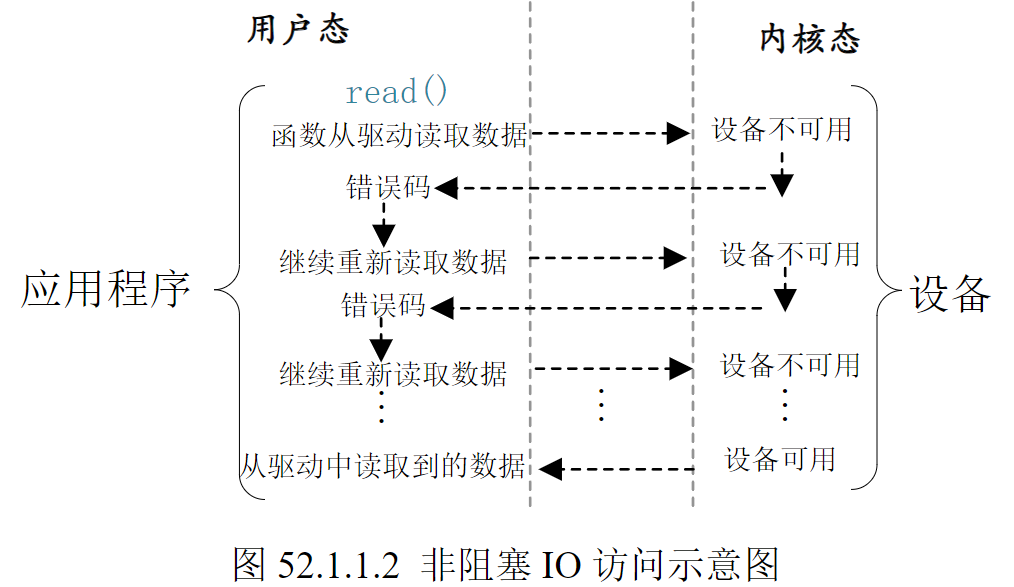 用户态
内核态
read()
函数从驱动读取数据
设备不可用
错误码
继续重新读取数据
设备不可用
应用程序
设备
错误码
继续重新读取数据
设备不可用
从驱动中读取到的数据
设备可用
图 52.1.1.2 非阻塞 IO 访问示意图